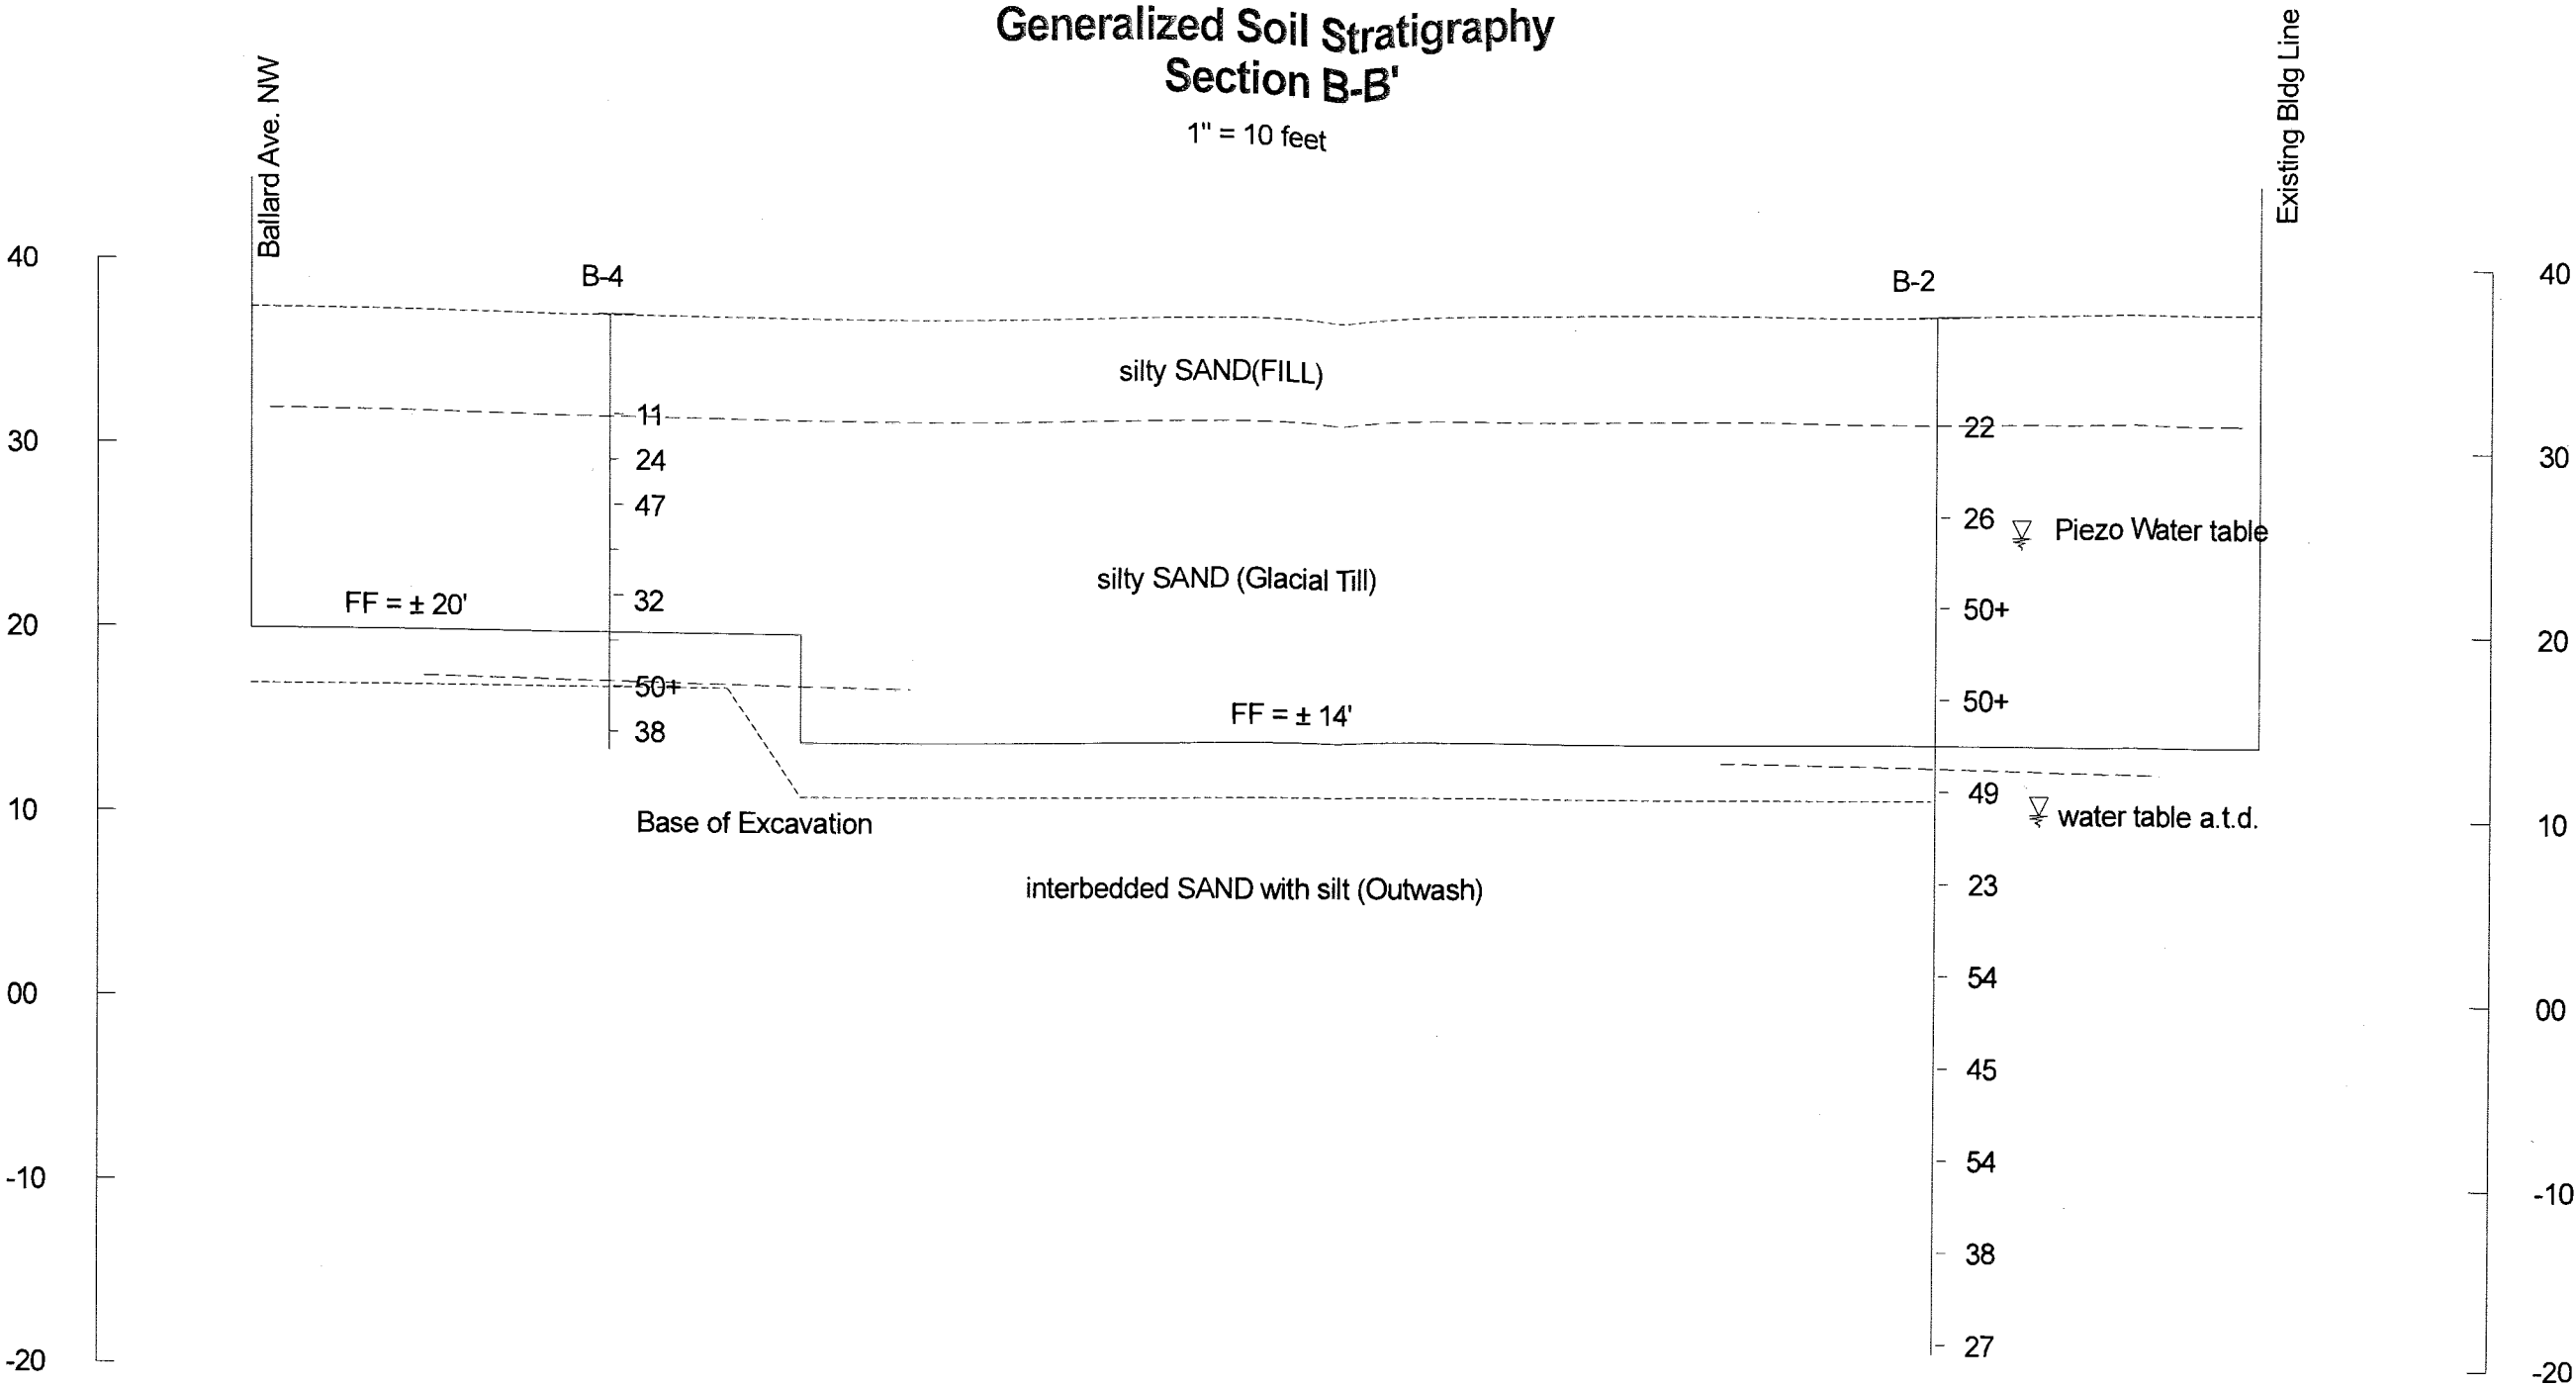 Generalized Soil Stratigraphy
Section B-B'
1" = 10 feet
Ballard Ave. NW
Existing Bldg Line
40
30
20
10
00
-10
-20
B-4
11
24
47
32
50+
38
FF = ± 20'
silty SAND(FILL)
silty SAND (Glacial Till)
FF = ± 14'
Base of Excavation
interbedded SAND with silt (Outwash)
B-2
22
26
50+
50+
49
23
54
45
54
38
27
Piezo Water table
water table a.t.d.
40
30
20
10
00
-10
-20